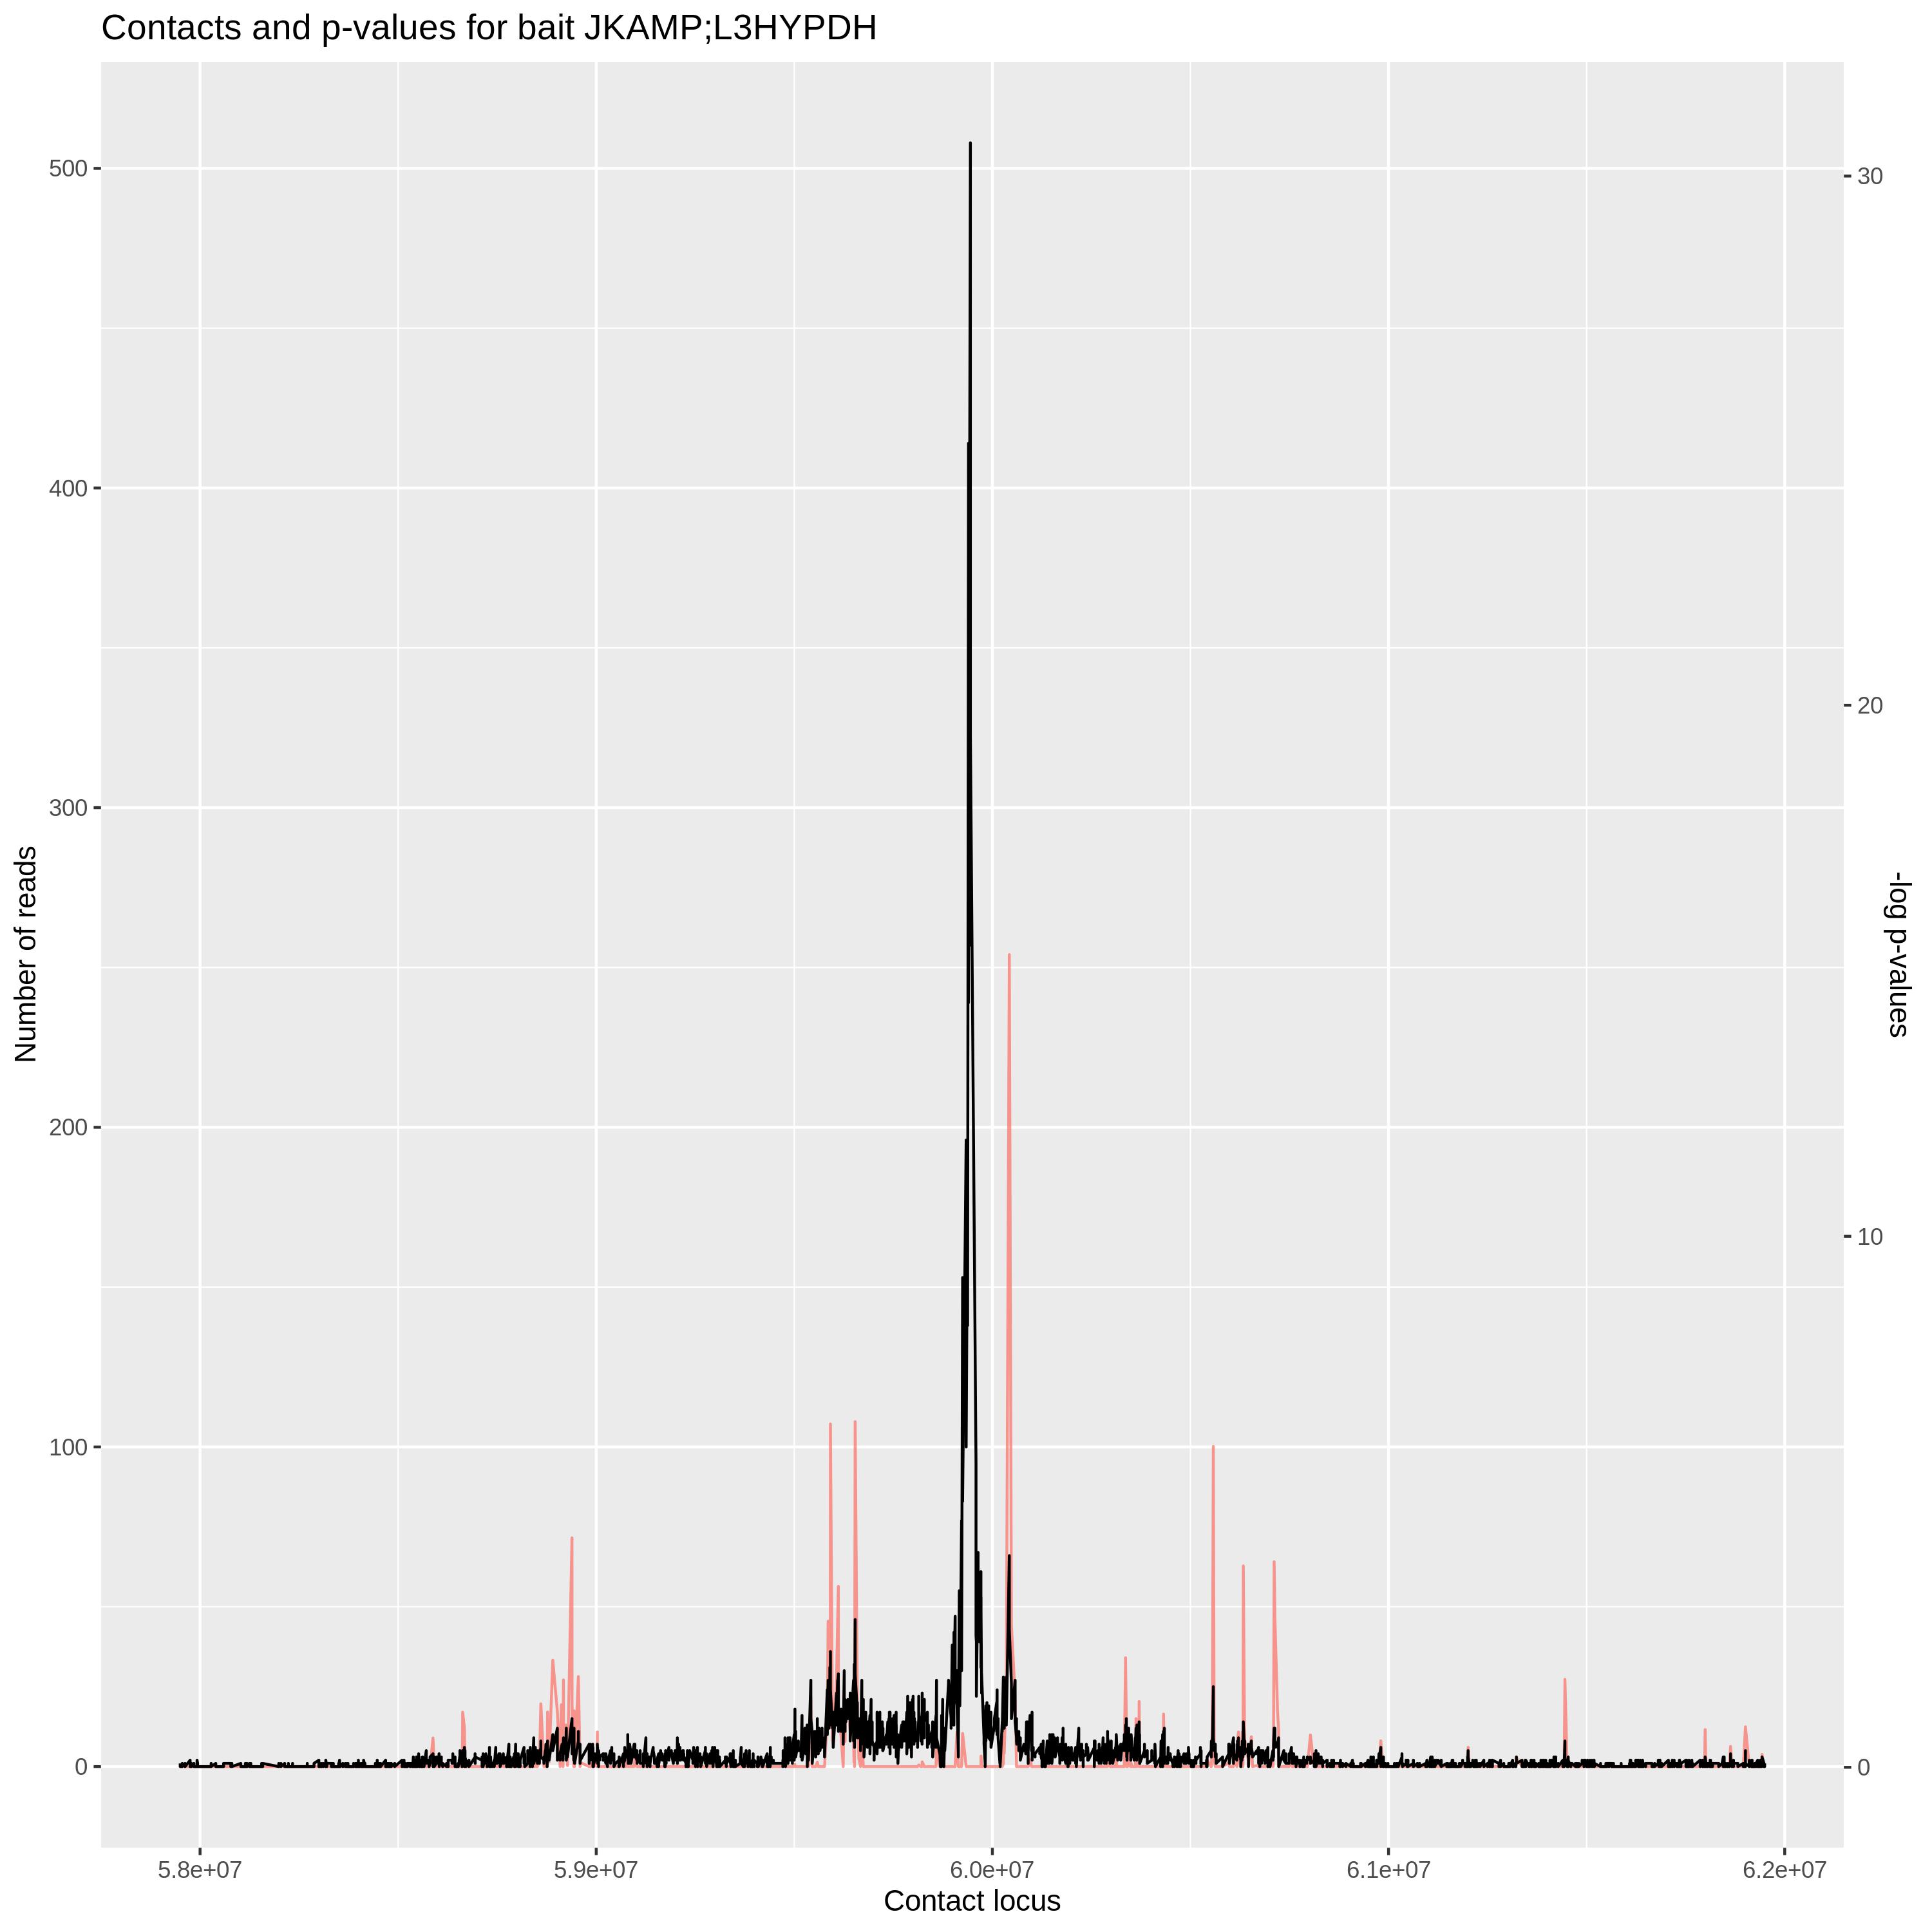 Contacts and p-values for bait JKAMP;L3HYPDH
500
400
300
200
100
0
Number of reads
30
20
10
0
-log p-values
5.8e+07
5.9e+07
6.0e+07
6.1e+07
6.2e+07
Contact locus